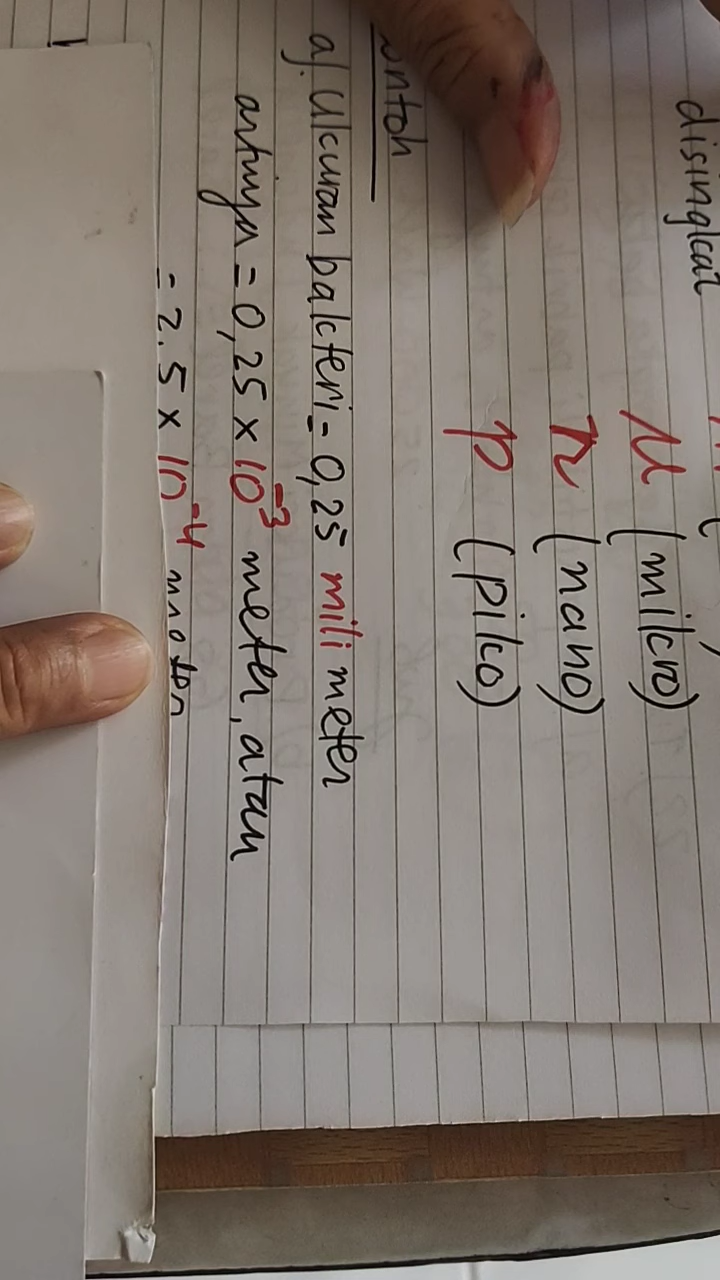 disingkat
μ (mikro)
n (nano)
p (piko)
contoh
a). Ukuran bakteri = 0,25 mili meter
artinya = 0,25 × 10⁻³ meter, atau
= 2.5 × 10⁻⁴ meter